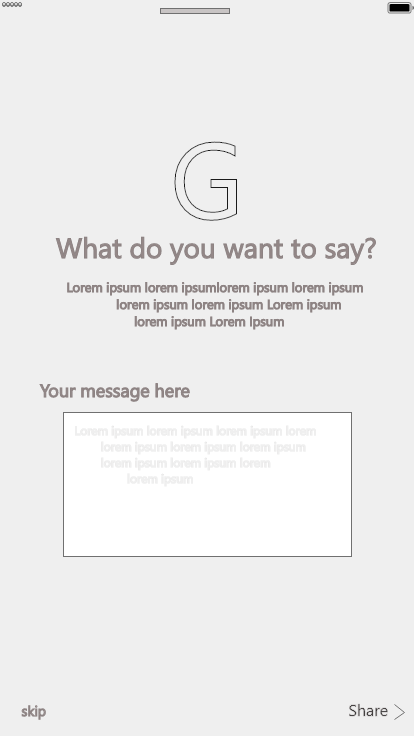 G
What do you want to say?
Lorem ipsum lorem ipsumlorem ipsum lorem ipsum
lorem ipsum lorem ipsum Lorem ipsum
lorem ipsum Lorem Ipsum
Your message here
Lorem ipsum lorem ipsum lorem ipsum lorem
lorem ipsum lorem ipsum lorem ipsum
lorem ipsum lorem ipsum lorem
lorem ipsum
skip
Share